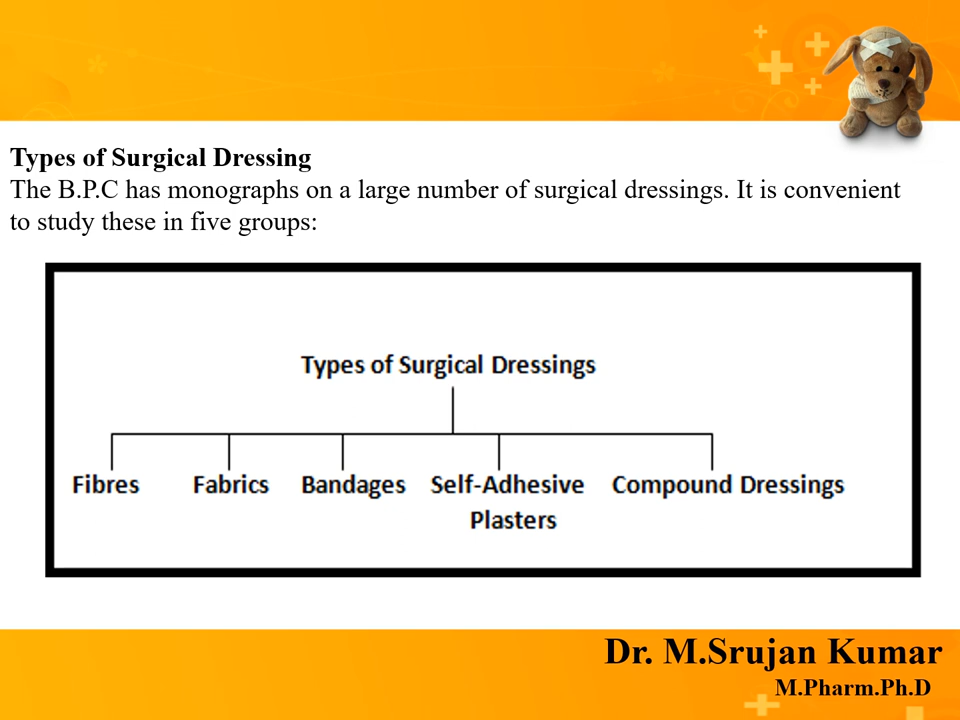 Types of Surgical Dressing
The B.P.C has monographs on a large number of surgical dressings. It is convenient
to study these in five groups:
Types of Surgical Dressings
Fibres Fabrics Bandages Self-Adhesive Compound Dressings
Plasters
Dr. M.Srujan Kumar
M.Pharm.Ph.D